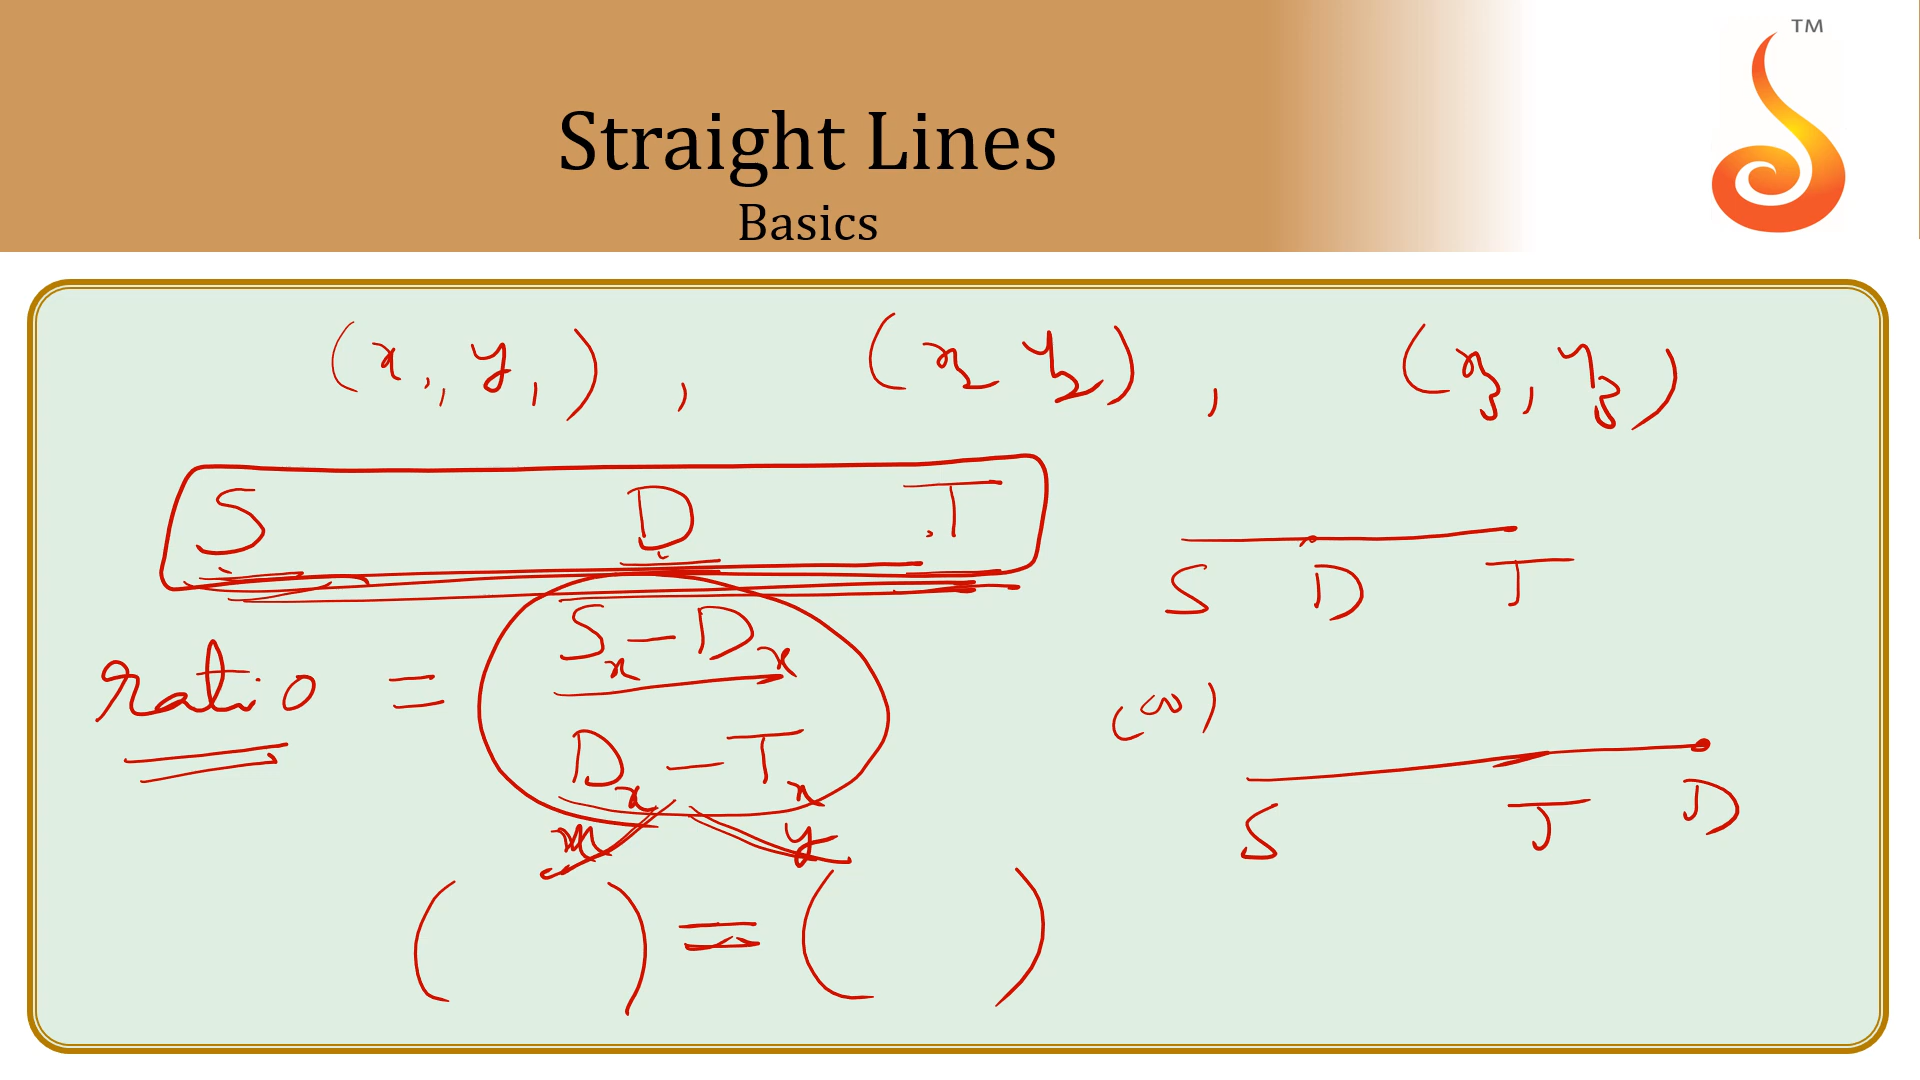 TM
Straight Lines
Basics
(x₁, y₁) , (x₂ y₂) , (x₃, y₃)
S D T
S D T
ratio = Sx − Dx
Dx − Tx
(∞)
S T D
x y
( ) = ( )